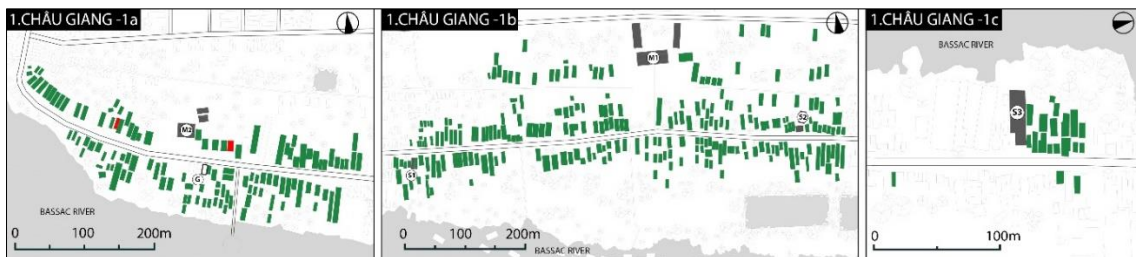 1.CHÂU GIANG -1a
M2
G
BASSAC RIVER
0 100 200m
1.CHÂU GIANG -1b
M1
S2
S1
0 100 200m
BASSAC RIVER
1.CHÂU GIANG -1c
BASSAC RIVER
S3
0 100m